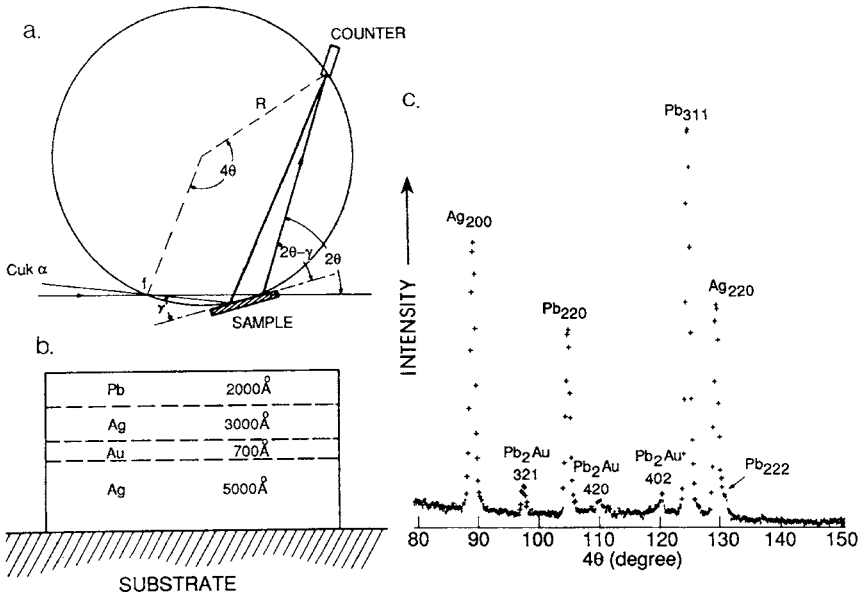 a.
COUNTER
R
4θ
2θ-γ
2θ
Cuk α
f
γ
SAMPLE
b.
Pb 2000Å
Ag 3000Å
Au 700Å
Ag 5000Å
SUBSTRATE
c.
INTENSITY
Ag200
Pb2Au
321
Pb220
Pb2Au
420
Pb2Au
402
Pb311
Ag220
Pb222
80 90 100 110 120 130 140 150
4θ (degree)